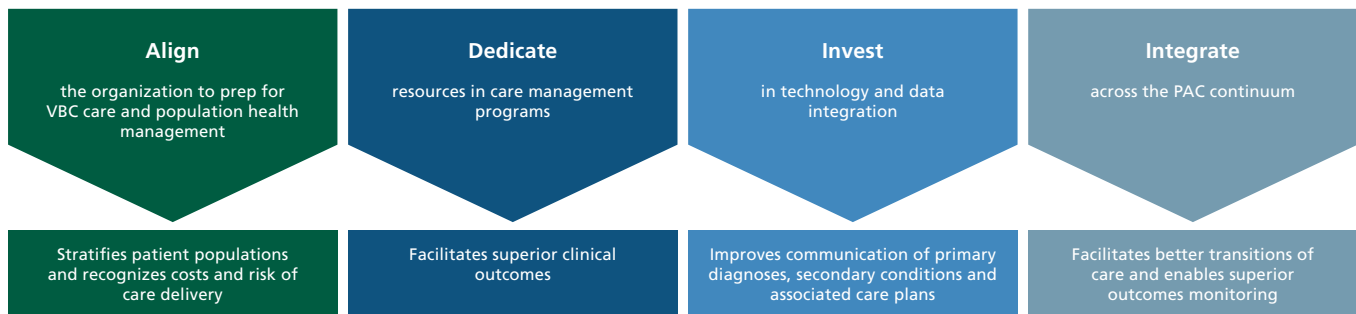 Align
the organization to prep for
VBC care and population health
management
Dedicate
resources in care management
programs
Invest
in technology and data
integration
Integrate
across the PAC continuum
Stratifies patient populations
and recognizes costs and risk of
care delivery
Facilitates superior clinical
outcomes
Improves communication of primary
diagnoses, secondary conditions and
associated care plans
Facilitates better transitions of
care and enables superior
outcomes monitoring